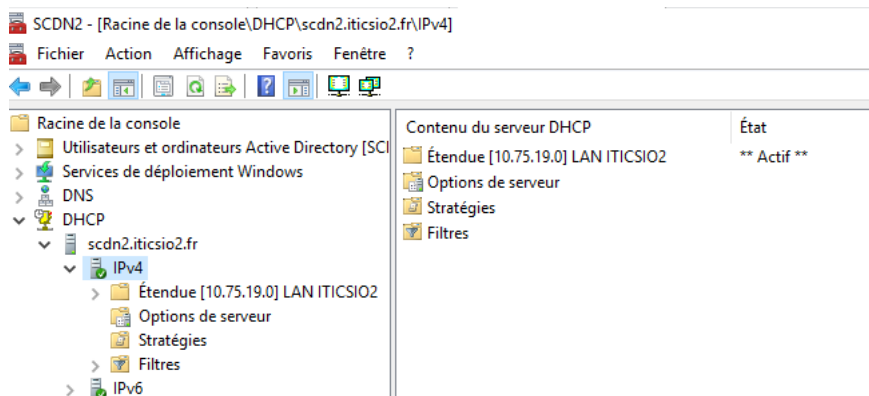 SCDN2 - [Racine de la console\DHCP\scdn2.iticsio2.fr\IPv4]
Fichier Action Affichage Favoris Fenêtre ?
Racine de la console
Utilisateurs et ordinateurs Active Directory [SCI
Services de déploiement Windows
DNS
DHCP
scdn2.iticsio2.fr
IPv4
Étendue [10.75.19.0] LAN ITICSIO2
Options de serveur
Stratégies
Filtres
IPv6
Contenu du serveur DHCP État
Étendue [10.75.19.0] LAN ITICSIO2 ** Actif **
Options de serveur
Stratégies
Filtres